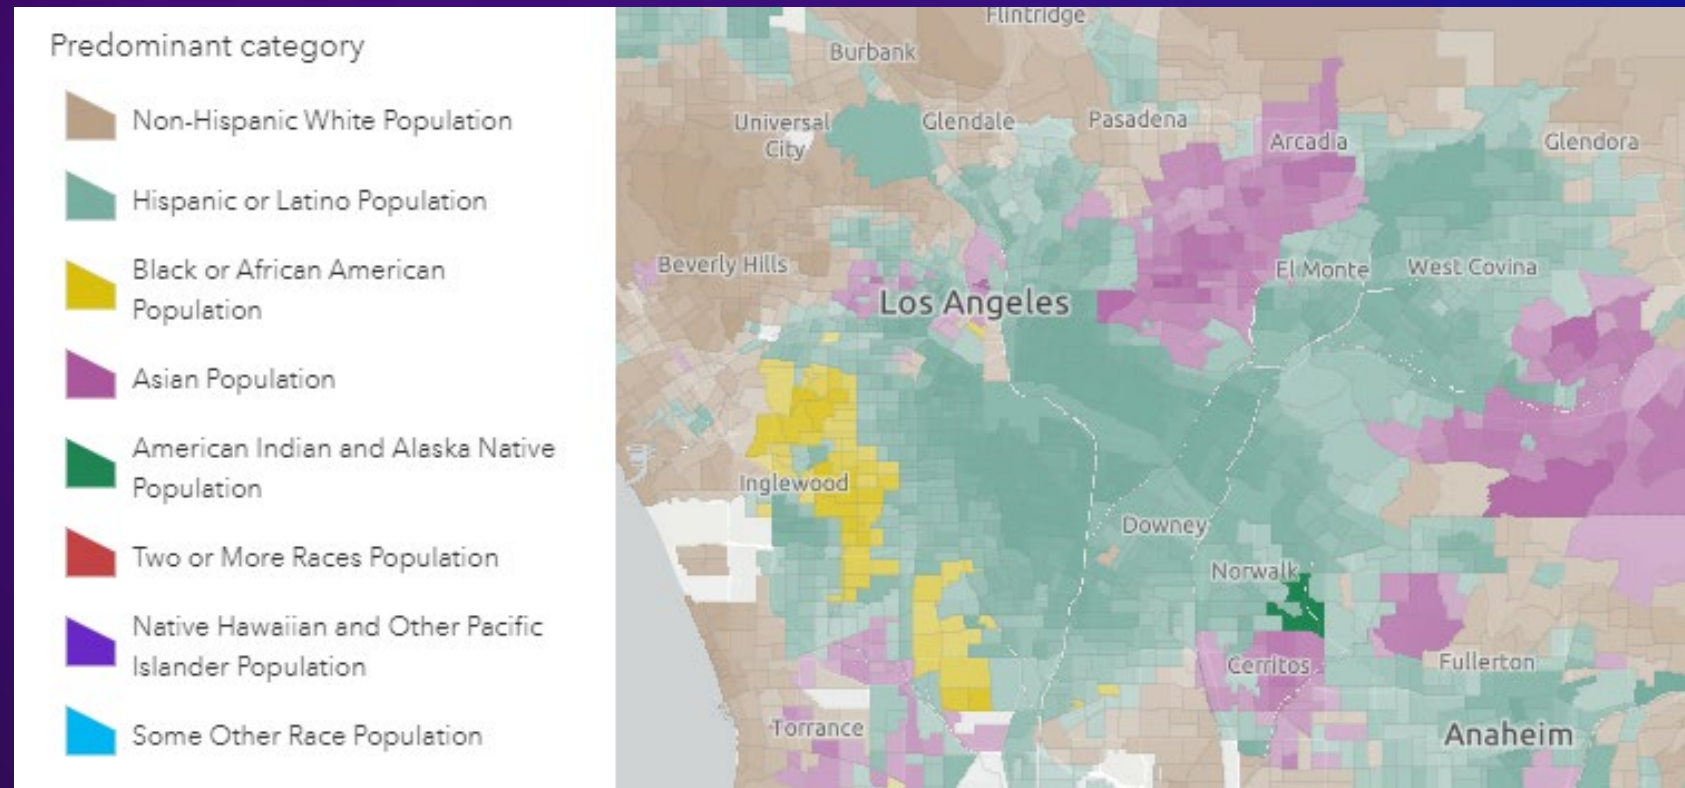 Predominant category
Non-Hispanic White Population
Hispanic or Latino Population
Black or African American
Population
Asian Population
American Indian and Alaska Native
Population
Two or More Races Population
Native Hawaiian and Other Pacific
Islander Population
Some Other Race Population
Flintridge
Burbank
Universal
City
Glendale
Pasadena
Arcadia
Glendora
Beverly Hills
El Monte
West Covina
Los Angeles
Inglewood
Downey
Norwalk
Cerritos
Fullerton
Torrance
Anaheim